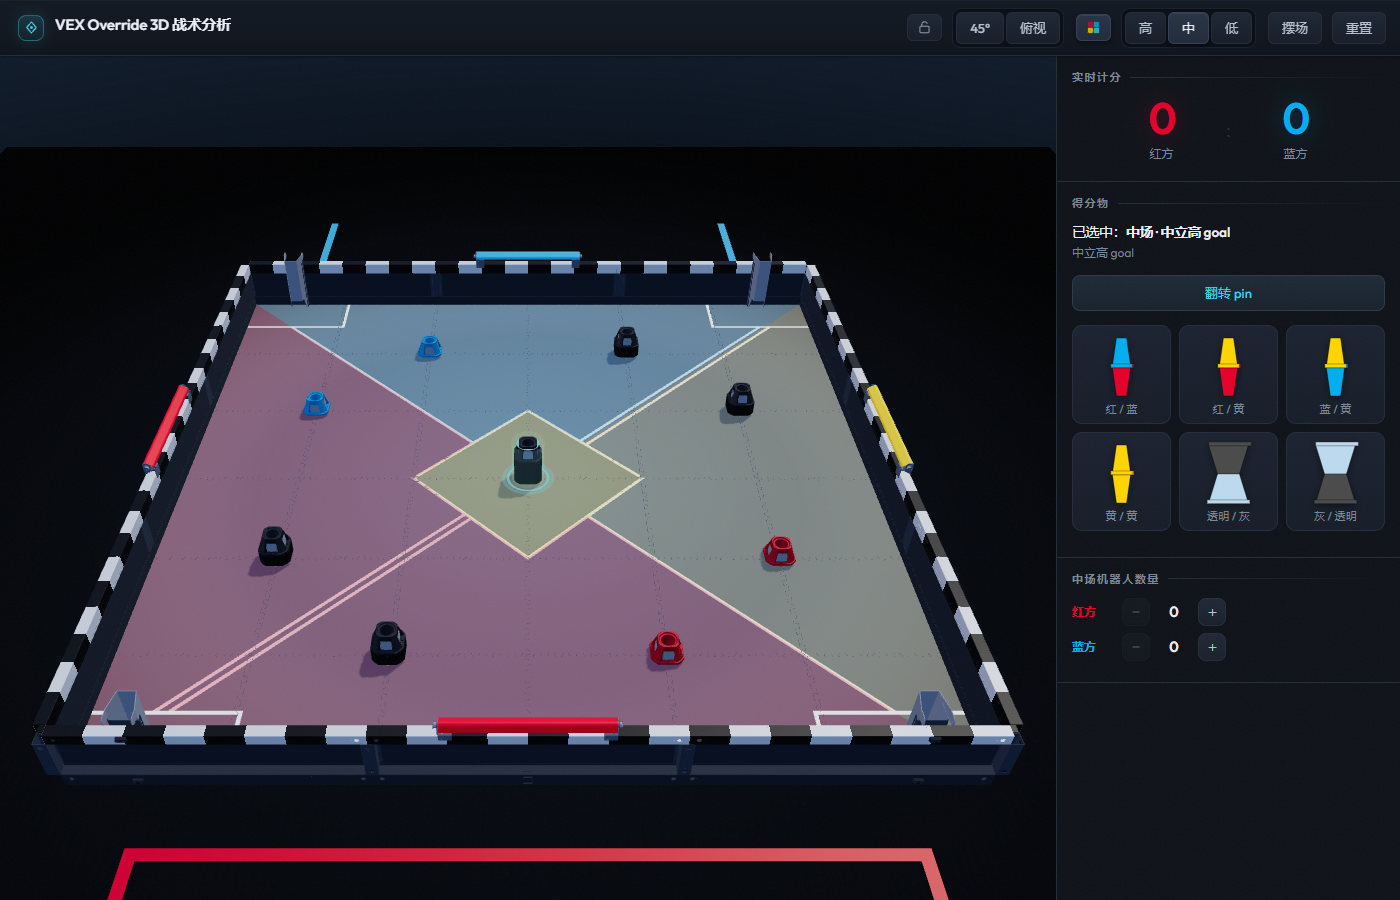 VEX Override 3D 战术分析
45° 俯视 高 中 低 摆场 重置
实时计分
0 : 0
红方 蓝方
得分物
已选中：中场·中立高 goal
中立高 goal
翻转 pin
红 / 蓝 红 / 黄 蓝 / 黄
黄 / 黄 透明 / 灰 灰 / 透明
中场机器人数量
红方 − 0 +
蓝方 − 0 +